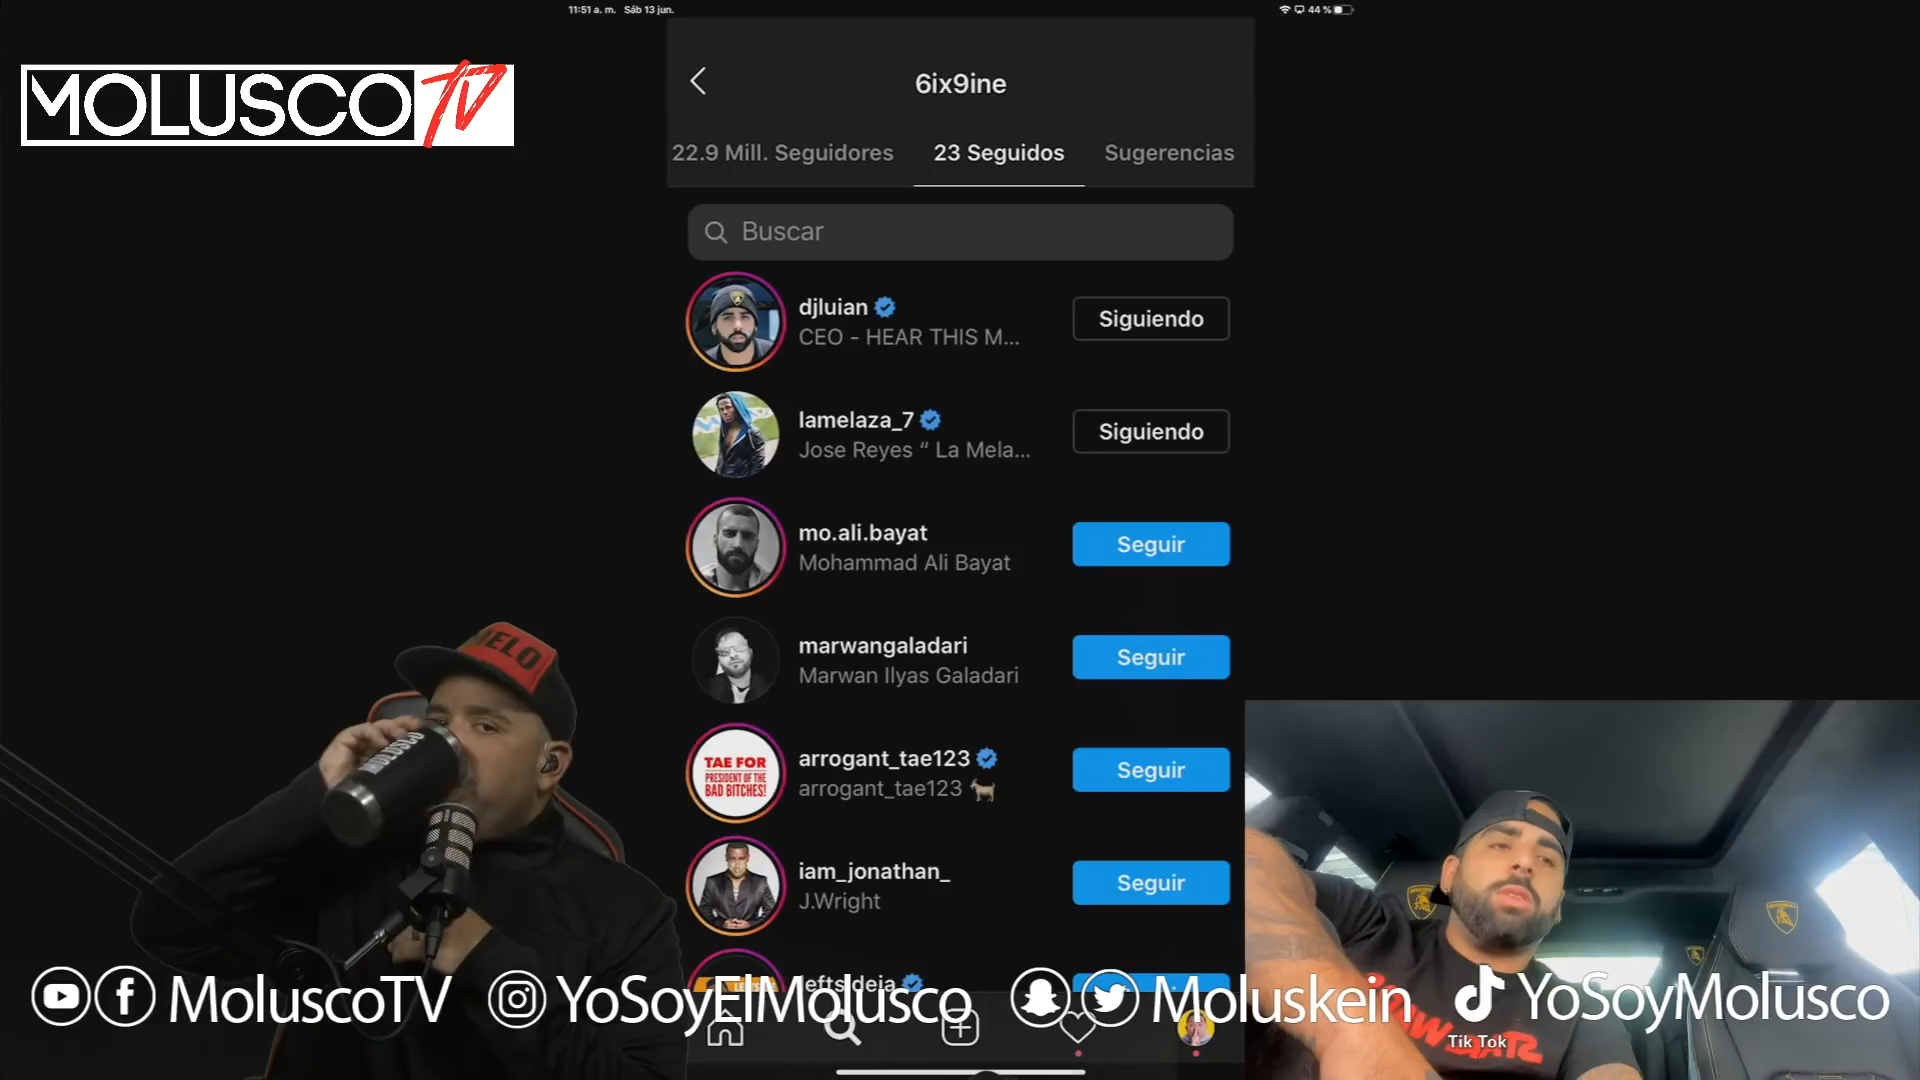 11:51 a. m. Sáb 13 jun.
44 %
MOLUSCO TV
6ix9ine
22.9 Mill. Seguidores
23 Seguidos
Sugerencias
Buscar
djluian
CEO - HEAR THIS M...
Siguiendo
lamelaza_7
Jose Reyes “ La Mela...
Siguiendo
mo.ali.bayat
Mohammad Ali Bayat
Seguir
marwangaladari
Marwan Ilyas Galadari
Seguir
TAE FOR
PRESIDENT OF THE
BAD BITCHES!
arrogant_tae123
arrogant_tae123
Seguir
iam_jonathan_
J.Wright
Seguir
MELO
MoluscoTV
YoSoyElMolusco
Moluskein
YoSoyMolusco
Tik Tok